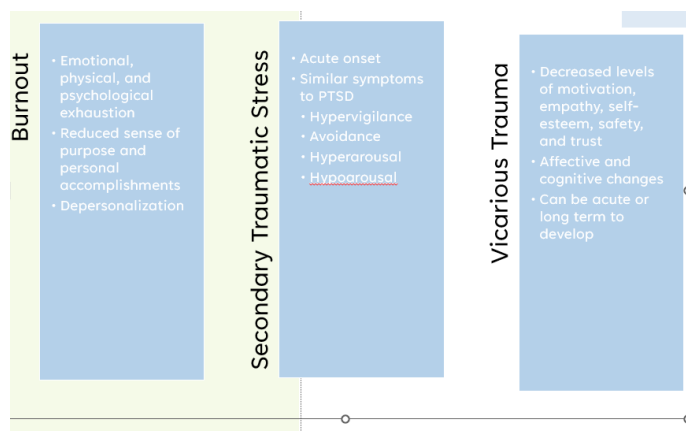 Burnout
• Emotional,
physical, and
psychological
exhaustion
• Reduced sense of
purpose and
personal
accomplishments
• Depersonalization
Secondary Traumatic Stress
• Acute onset
• Similar symptoms
to PTSD
• Hypervigilance
• Avoidance
• Hyperarousal
• Hypoarousal
Vicarious Trauma
• Decreased levels
of motivation,
empathy, self-
esteem, safety,
and trust
• Affective and
cognitive changes
• Can be acute or
long term to
develop